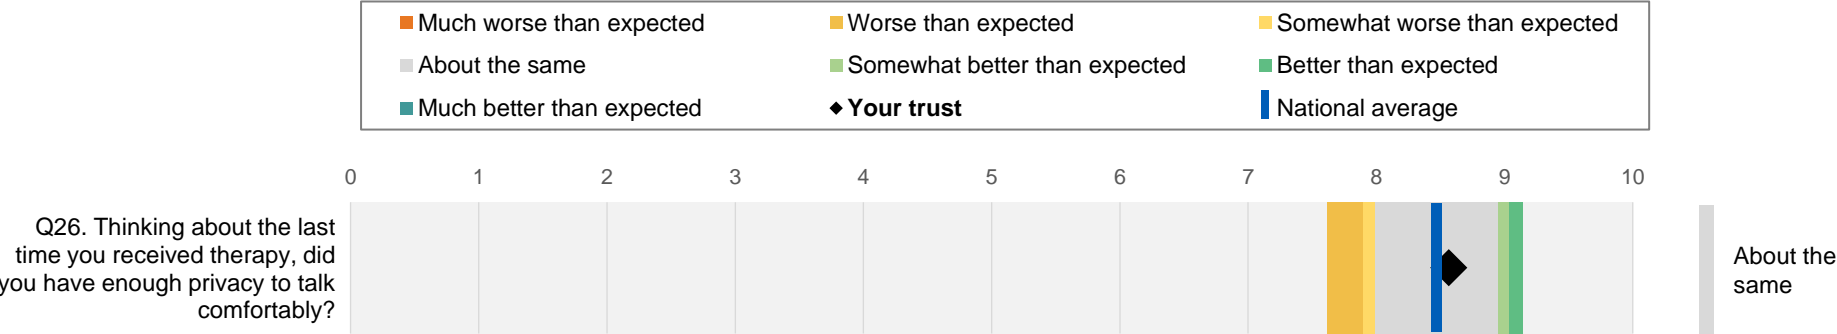 Much worse than expected
Worse than expected
Somewhat worse than expected
About the same
Somewhat better than expected
Better than expected
Much better than expected
Your trust
National average
0 1 2 3 4 5 6 7 8 9 10
Q26. Thinking about the last
time you received therapy, did
you have enough privacy to talk
comfortably?
About the
same